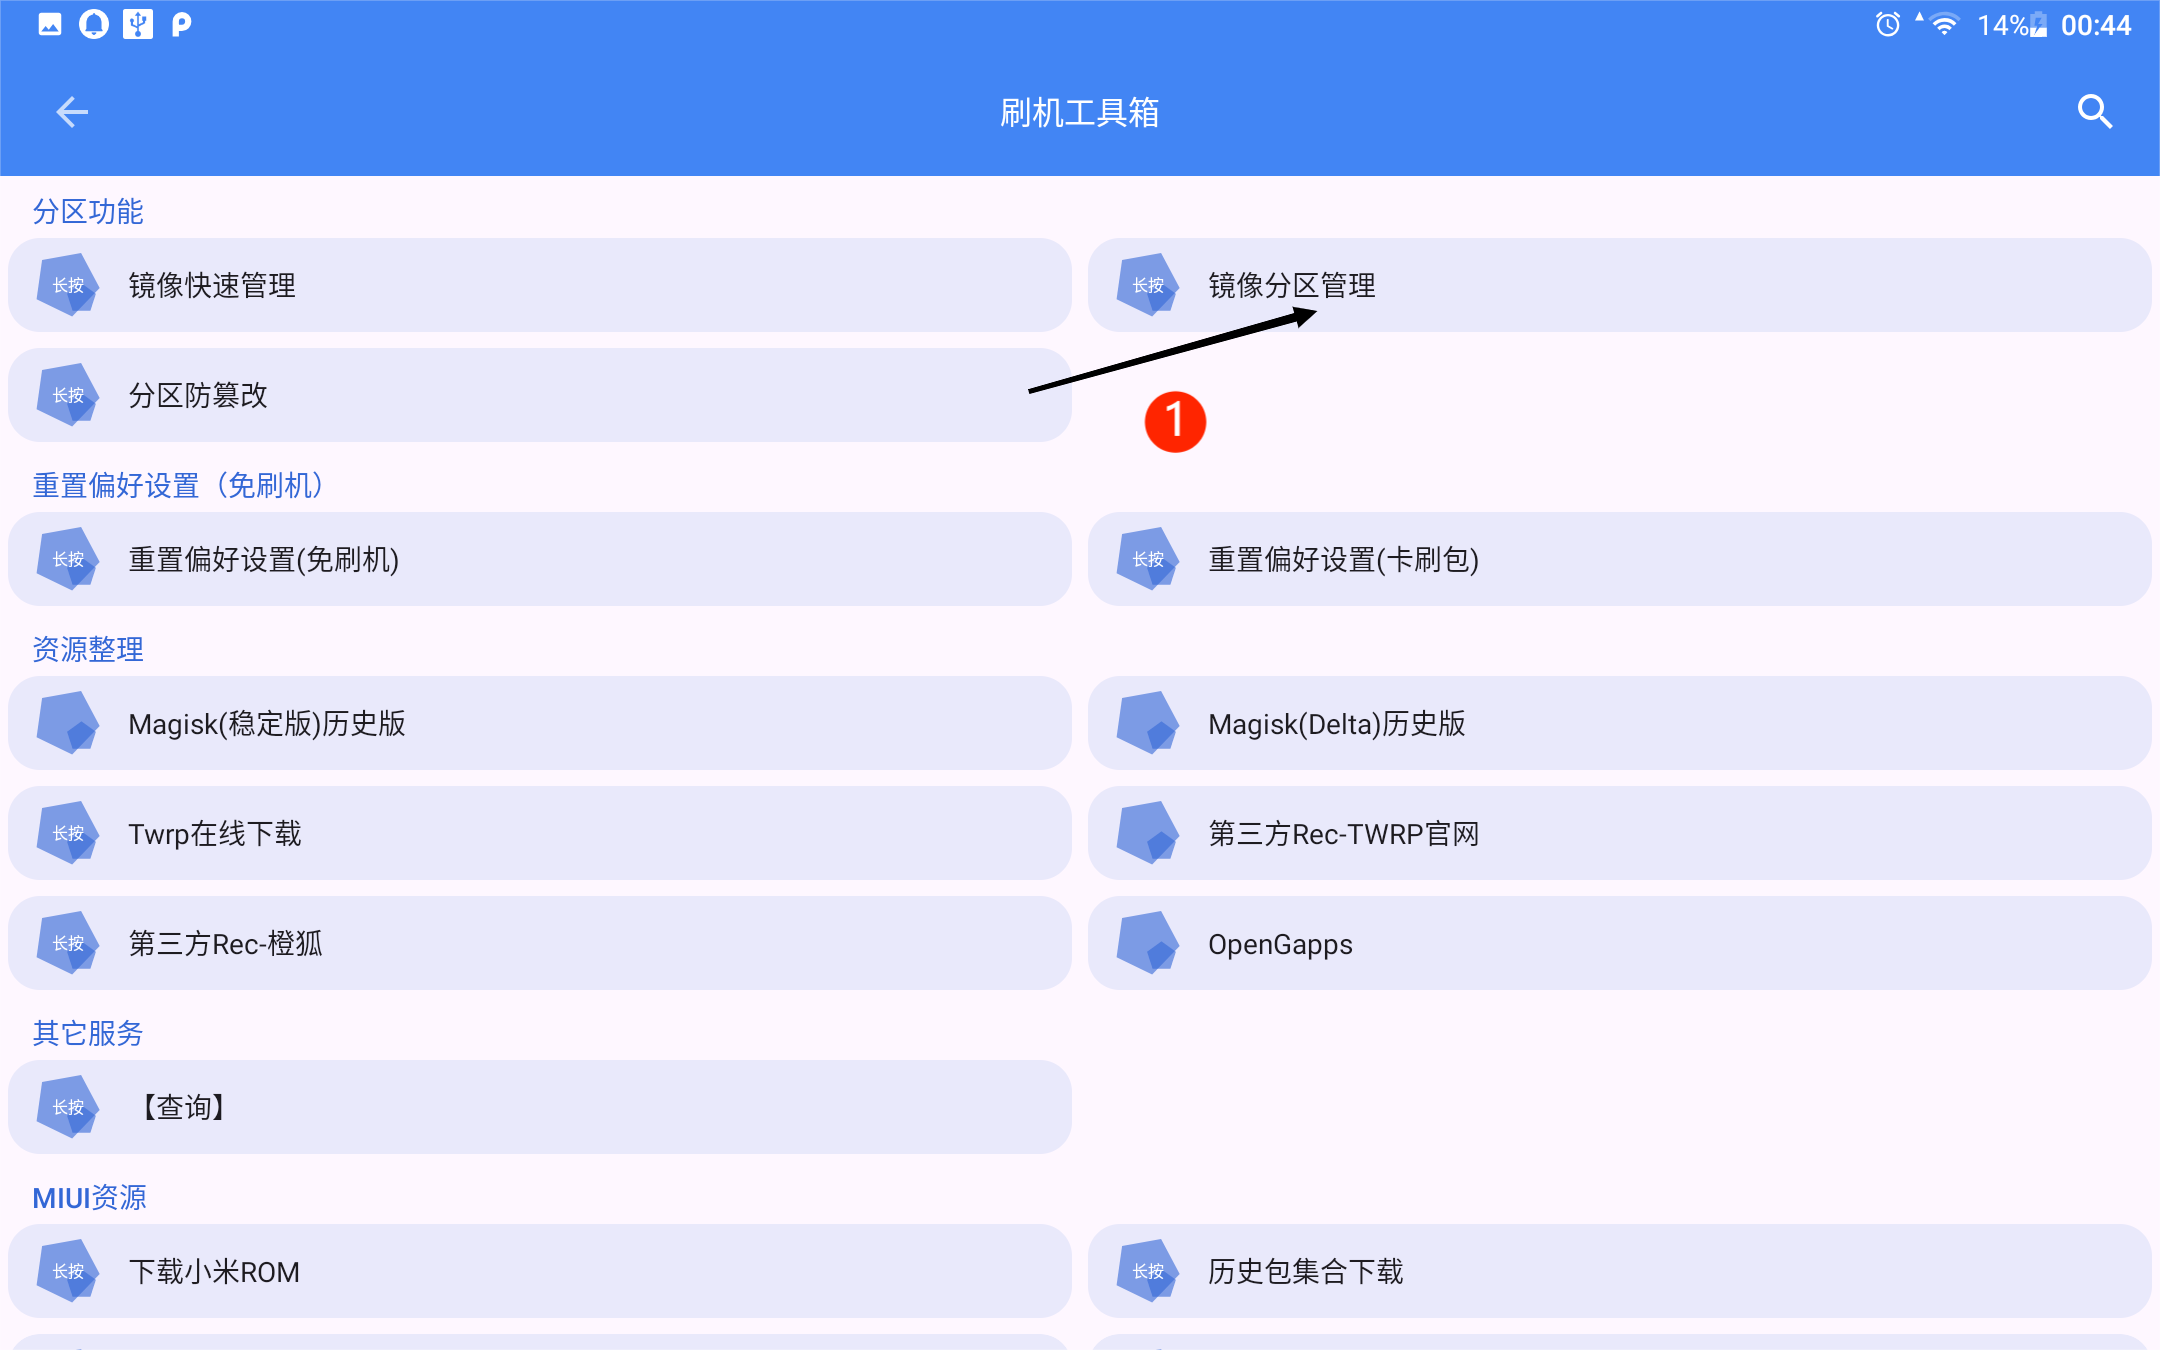 14% 00:44
刷机工具箱
分区功能
长按 镜像快速管理
长按 镜像分区管理
长按 分区防篡改
1
重置偏好设置（免刷机）
长按 重置偏好设置(免刷机)
长按 重置偏好设置(卡刷包)
资源整理
Magisk(稳定版)历史版
Magisk(Delta)历史版
长按 Twrp在线下载
第三方Rec-TWRP官网
长按 第三方Rec-橙狐
OpenGapps
其它服务
长按 【查询】
MIUI资源
长按 下载小米ROM
长按 历史包集合下载